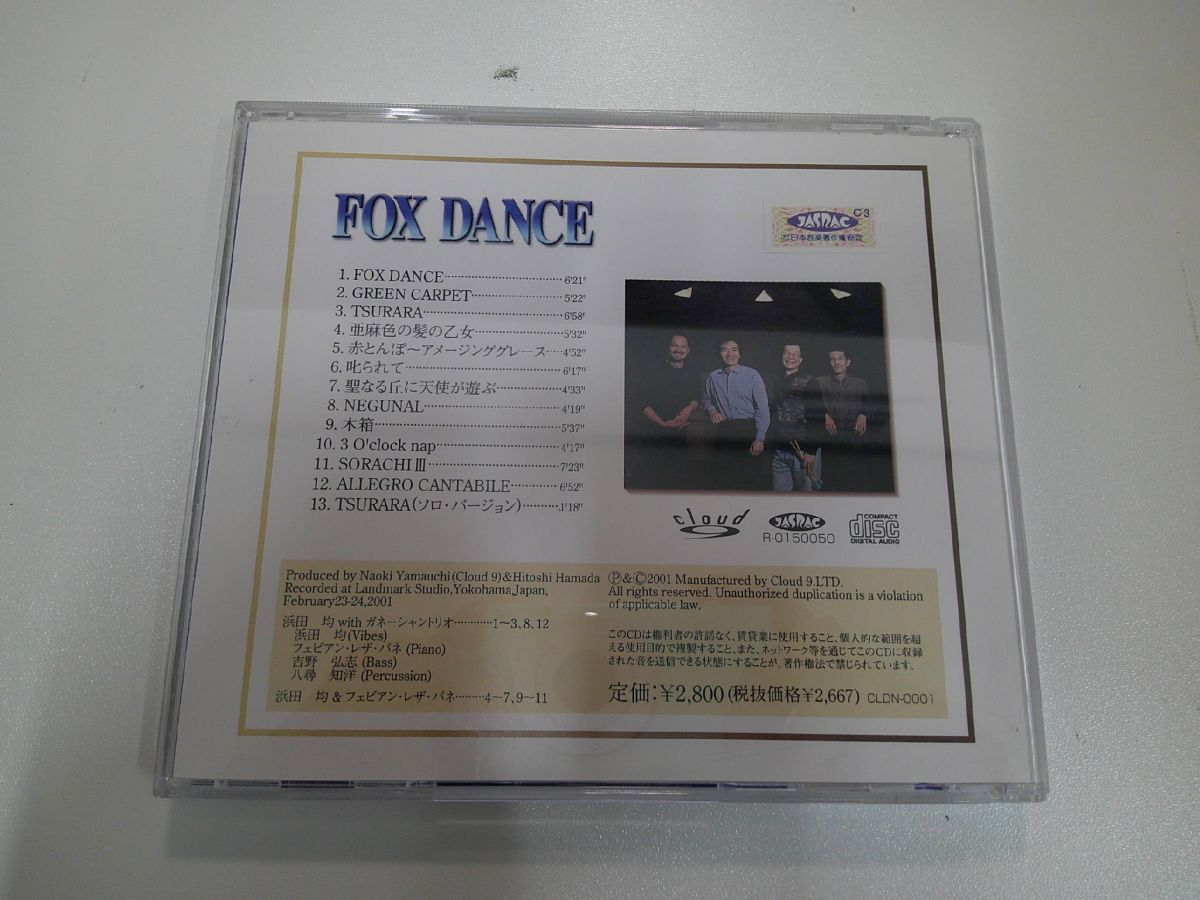 FOX DANCE
C-3
JASRAC
日本音楽著作権協会
1. FOX DANCE……………………………6'21"
2. GREEN CARPET……………………5'22"
3. TSURARA………………………………6'58"
4. 亜麻色の髪の乙女……………………5'32"
5. 赤とんぼ～アメージンググレース……4'52"
6. 叱られて…………………………………6'17"
7. 聖なる丘に天使が遊ぶ………………4'33"
8. NEGUNAL………………………………4'19"
9. 木箱………………………………………5'37"
10. 3 O'clock nap…………………………4'17"
11. SORACHI Ⅲ……………………………7'23"
12. ALLEGRO CANTABILE…………6'52"
13. TSURARA(ソロ・バージョン)………1'18"
cloud 9
JASRAC
R-0150050
COMPACT
disc
DIGITAL AUDIO
Produced by Naoki Yamauchi(Cloud 9)&Hitoshi Hamada
Recorded at Landmark Studio,Yokohama,Japan,
February23-24,2001
浜田 均 with ガネーシャントリオ…………1～3、8、12
浜田 均(Vibes)
フェビアン・レザ・パネ (Piano)
吉野 弘志 (Bass)
八尋 知洋 (Percussion)
浜田 均 & フェビアン・レザ・パネ………4～7、9～11
Ⓟ&Ⓒ2001 Manufactured by Cloud 9.LTD.
All rights reserved. Unauthorized duplication is a violation
of applicable law.
このCDは権利者の許諾なく、賃貸業に使用すること、個人的な範囲を超
える使用目的で複製すること、また、ネットワーク等を通じてこのCDに収録
された音を送信できる状態にすることが、著作権法で禁じられています。
定価:¥2,800(税抜価格¥2,667) CLDN-0001